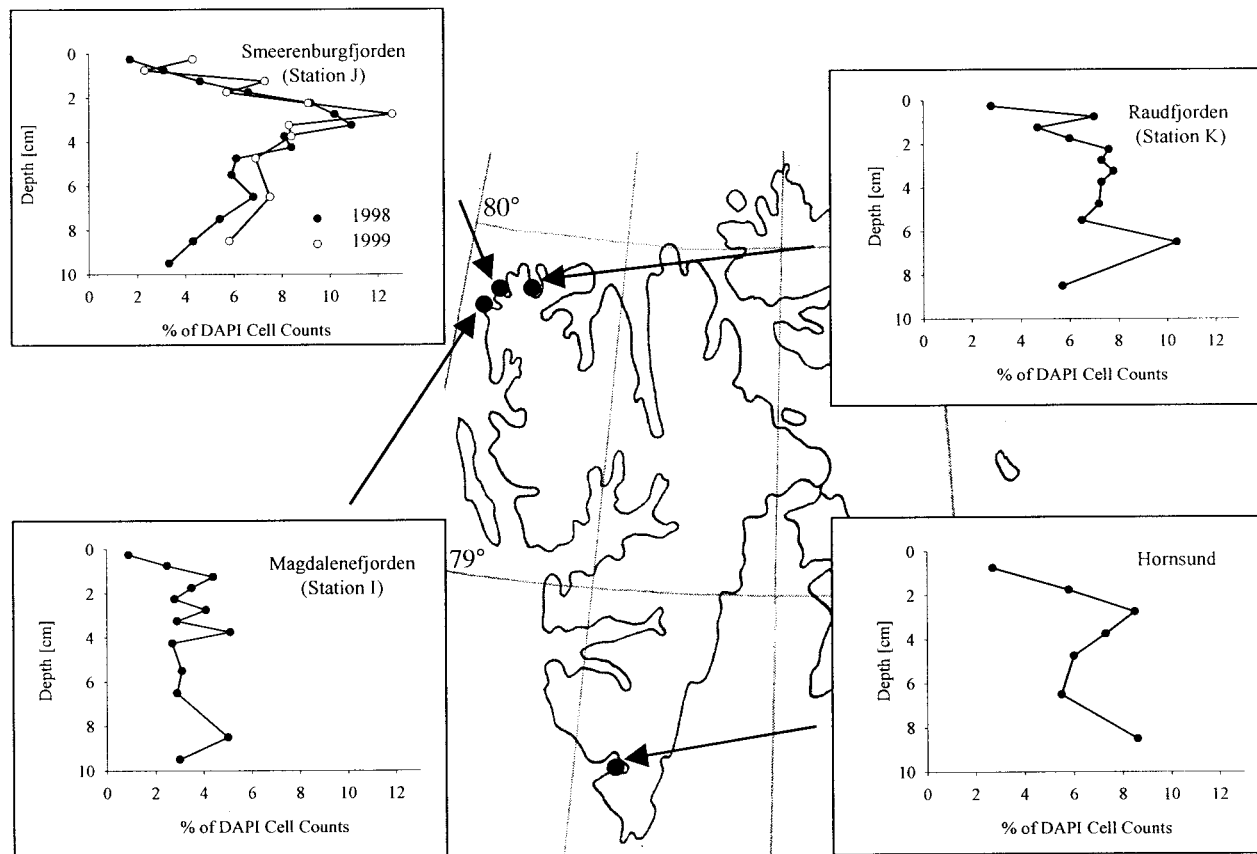 Smeerenburgfjorden
(Station J)
0
2
4
6
8
10
Depth [cm]
1998
1999
0 2 4 6 8 10 12
% of DAPI Cell Counts
Raudfjorden
(Station K)
0
2
4
6
8
10
Depth [cm]
0 2 4 6 8 10 12
% of DAPI Cell Counts
80°
79°
Magdalenefjorden
(Station I)
0
2
4
6
8
10
Depth [cm]
0 2 4 6 8 10 12
% of DAPI Cell Counts
Hornsund
0
2
4
6
8
10
Depth [cm]
0 2 4 6 8 10 12
% of DAPI Cell Counts